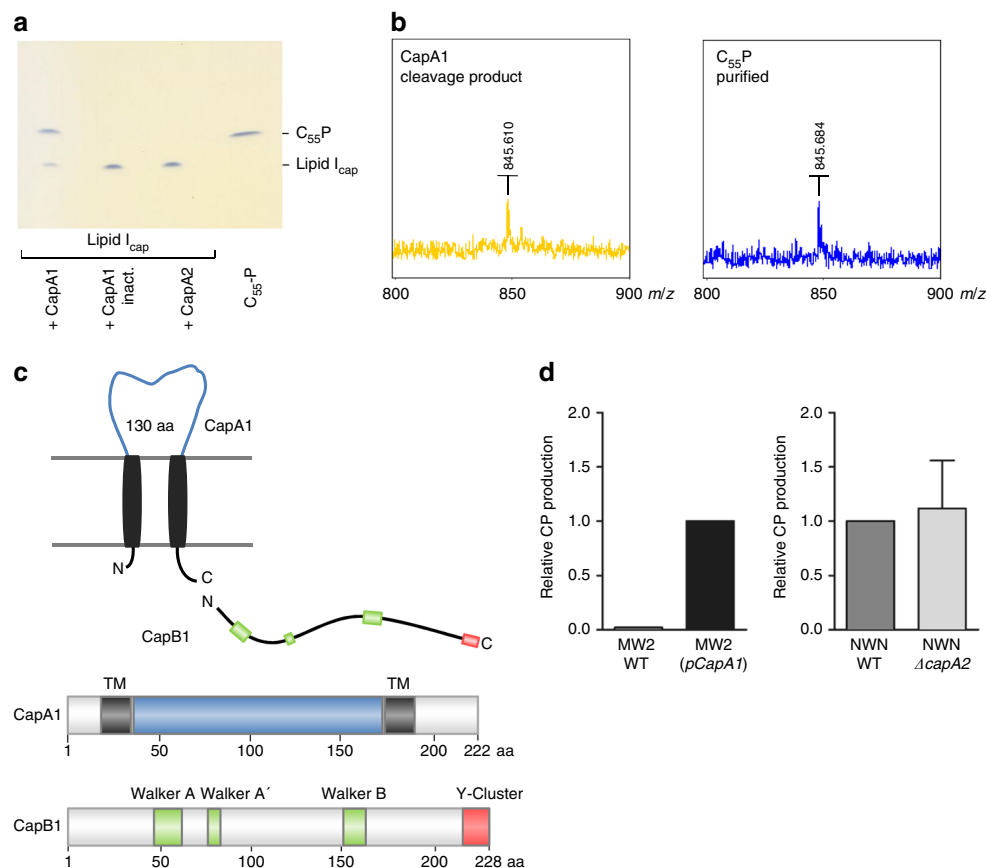 a
C55P
Lipid Icap
Lipid Icap
+ CapA1
+ CapA1 inact.
+ CapA2
C55-P
b
CapA1
cleavage product
845.610
800 850 900 m/z
C55P
purified
845.684
800 850 900 m/z
c
130 aa CapA1
N
C
N
CapB1
C
TM TM
CapA1
1 50 100 150 200 222 aa
Walker A Walker A´ Walker B Y-Cluster
CapB1
1 50 100 150 200 228 aa
d
Relative CP production
2.0
1.5
1.0
0.5
0.0
MW2 MW2
WT (pCapA1)
Relative CP production
2.0
1.5
1.0
0.5
0.0
NWN NWN
WT ΔcapA2